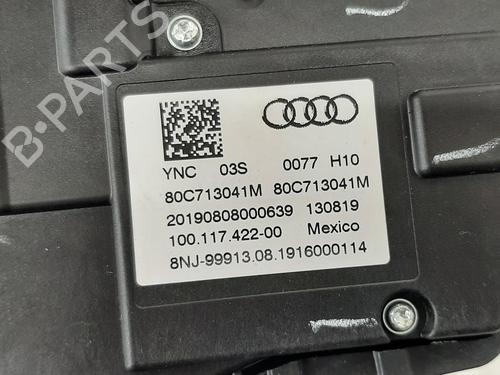 B-PARTS
YNC 03S 0077 H10
80C713041M 80C713041M
20190808000639 130819
100.117.422-00 Mexico
8NJ-99913.08.1916000114